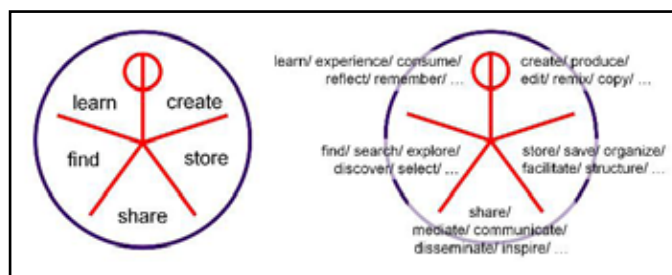 learn
create
find
store
share
learn/ experience/ consume/
reflect/ remember/ ...
create/ produce/
edit/ remix/ copy/ ...
find/ search/ explore/
discover/ select/ ...
store/ save/ organize/
facilitate/ structure/ ...
share/
mediate/ communicate/
disseminate/ inspire/ ...